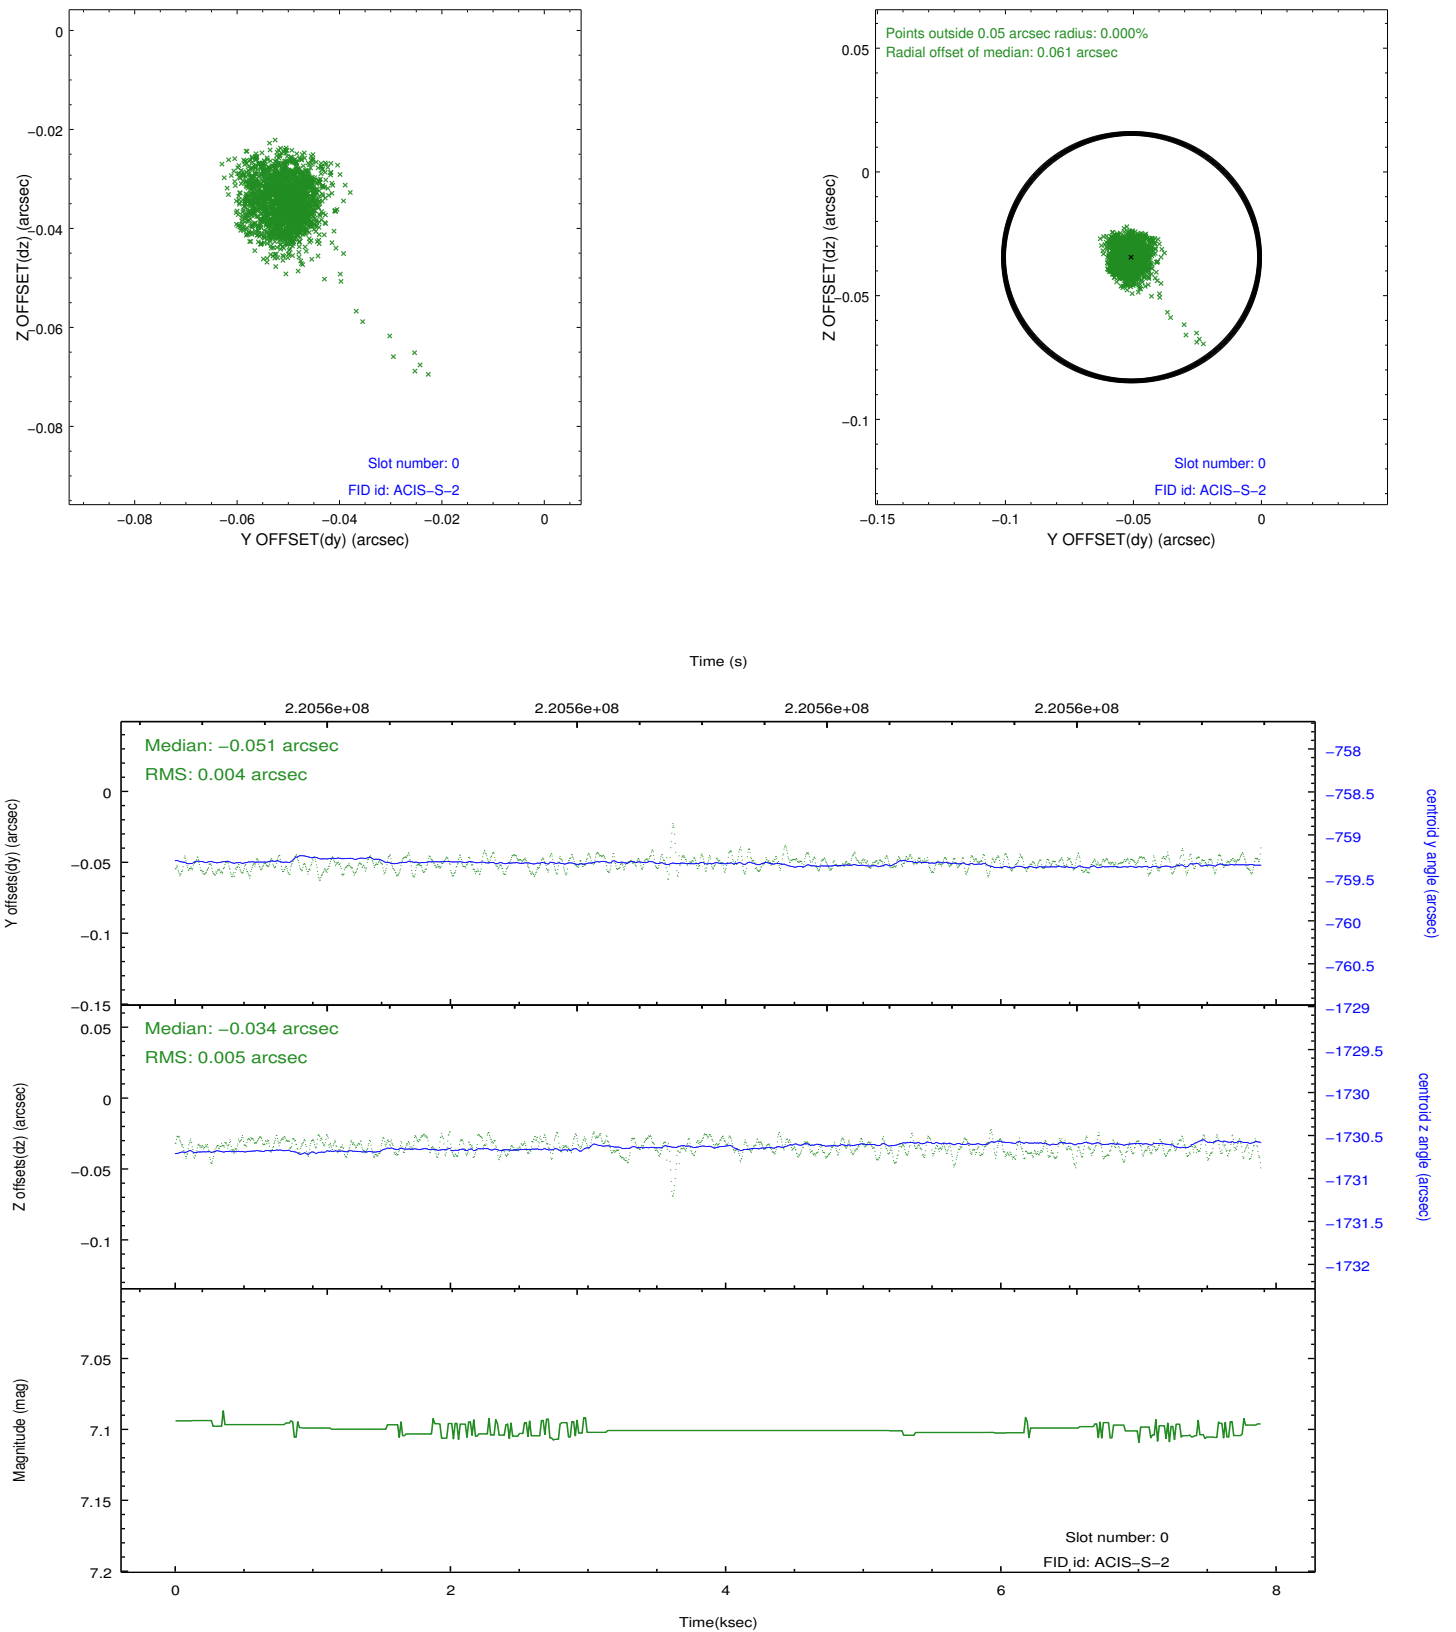 0
−0.02
−0.04
−0.06
−0.08
Z OFFSET(dz) (arcsec)
Slot number: 0
FID id: ACIS−S−2
−0.08
−0.06
−0.04
−0.02
0
Y OFFSET(dy) (arcsec)
Points outside 0.05 arcsec radius: 0.000%
Radial offset of median: 0.061 arcsec
0.05
0
−0.05
−0.1
Z OFFSET(dz) (arcsec)
Slot number: 0
FID id: ACIS−S−2
−0.15
−0.1
−0.05
0
Y OFFSET(dy) (arcsec)
Time (s)
2.2056e+08
2.2056e+08
2.2056e+08
2.2056e+08
Median: −0.051 arcsec
RMS: 0.004 arcsec
0
−0.05
−0.1
−0.15
Y offsets(dy) (arcsec)
−758
−758.5
−759
−759.5
−760
−760.5
centroid y angle (arcsec)
Median: −0.034 arcsec
RMS: 0.005 arcsec
0.05
0
−0.05
−0.1
Z offsets(dz) (arcsec)
−1729
−1729.5
−1730
−1730.5
−1731
−1731.5
−1732
centroid z angle (arcsec)
7.05
7.1
7.15
7.2
Magnitude (mag)
Slot number: 0
FID id: ACIS−S−2
0
2
4
6
8
Time(ksec)